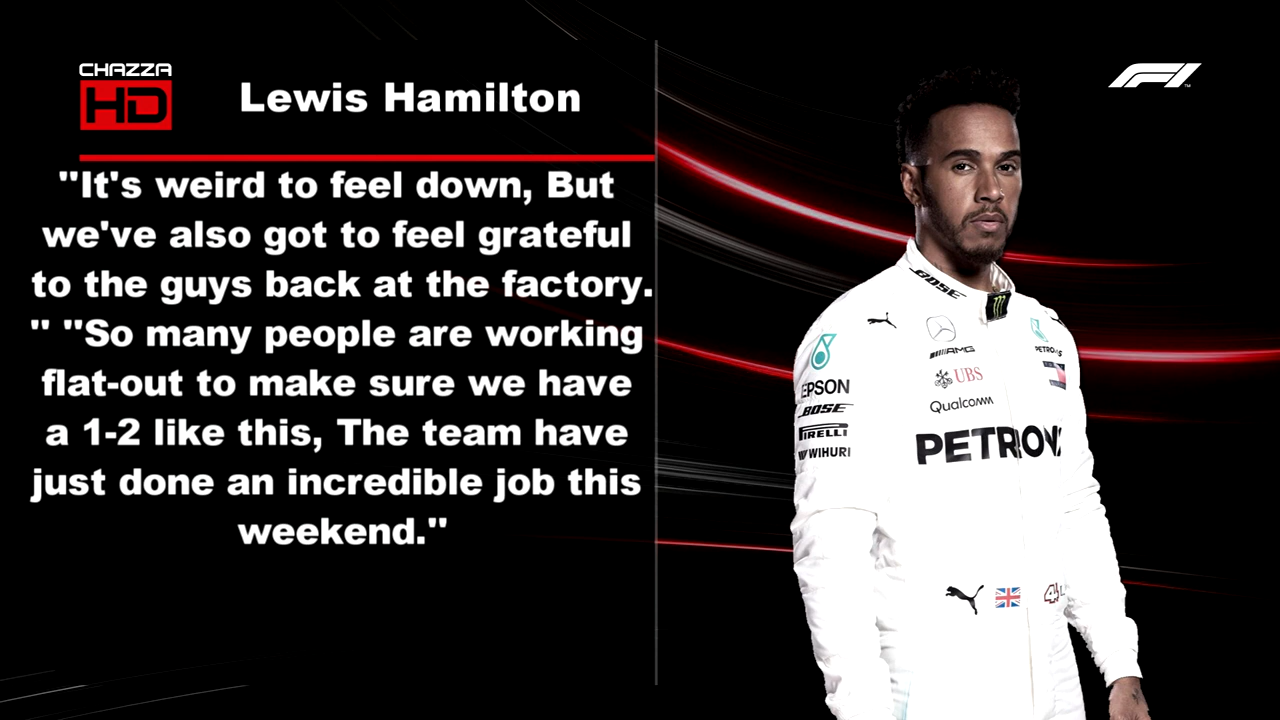 CHAZZA
HD
Lewis Hamilton
F1
"It's weird to feel down, But
we've also got to feel grateful
to the guys back at the factory.
" "So many people are working
flat-out to make sure we have
a 1-2 like this, The team have
just done an incredible job this
weekend."
BOSE
AMG
PETRONAS
UBS
EPSON
BOSE
Qualcomm
PIRELLI
WIHURI
PETRON